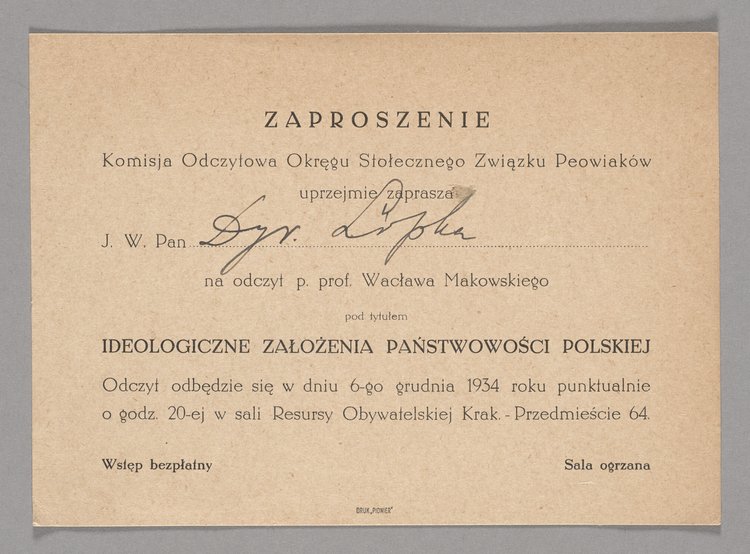 ZAPROSZENIE
Komisja Odczytowa Okręgu Stołecznego Związku Peowiaków
uprzejmie zaprasza
J. W. Pan Dyr.
na odczyt p. prof. Wacława Makowskiego
pod tytułem
IDEOLOGICZNE ZAŁOŻENIA PAŃSTWOWOŚCI POLSKIEJ
Odczyt odbędzie się w dniu 6-go grudnia 1934 roku punktualnie
o godz. 20-ej w sali Resursy Obywatelskiej Krak. - Przedmieście 64.
Wstęp bezpłatny Sala ogrzana
DRUK „PIONIER"